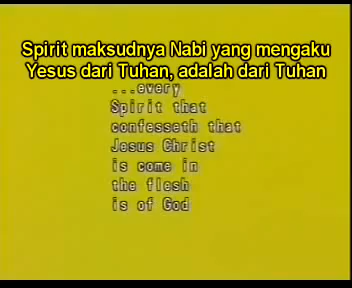 Spirit maksudnya Nabi yang mengaku
Yesus dari Tuhan, adalah dari Tuhan
...every
Spirit that
confesseth that
Jesus Christ
is come in
the flesh
is of God